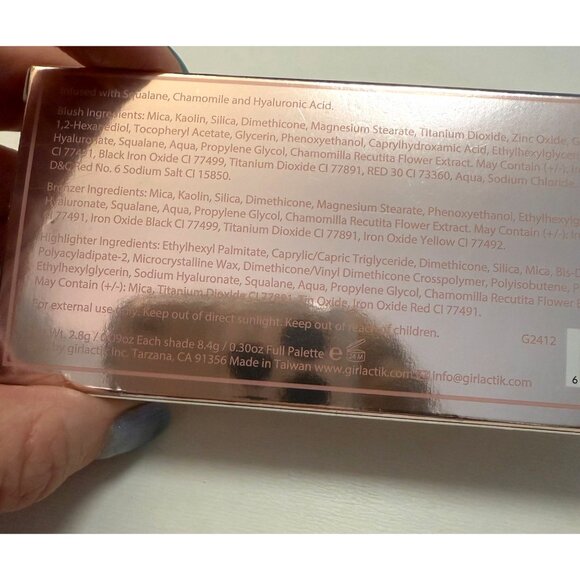 Infused with Squalane, Chamomile and Hyaluronic Acid.
Blush Ingredients: Mica, Kaolin, Silica, Dimethicone, Magnesium Stearate, Titanium Dioxide, Zinc Oxide,
1,2-Hexanediol, Tocopheryl Acetate, Glycerin, Phenoxyethanol, Caprylhydroxamic Acid, Ethylhexylglycer
Hyaluronate, Squalane, Aqua, Propylene Glycol, Chamomilla Recutita Flower Extract. May Contain (+/-): Ir
CI 77491, Black Iron Oxide CI 77499, Titanium Dioxide CI 77891, RED 30 CI 73360, Aqua, Sodium Chloride
D&C Red No. 6 Sodium Salt CI 15850.
Bronzer Ingredients: Mica, Kaolin, Silica, Dimethicone, Magnesium Stearate, Phenoxyethanol, Ethylhexylgly
Hyaluronate, Squalane, Aqua, Propylene Glycol, Chamomilla Recutita Flower Extract. May Contain (+/-): Iro
CI 77491, Iron Oxide Black CI 77499, Titanium Dioxide CI 77891, Iron Oxide Yellow CI 77492.
Highlighter Ingredients: Ethylhexyl Palmitate, Caprylic/Capric Triglyceride, Dimethicone, Silica, Mica, Bis-D
Polyacyladipate-2, Microcrystalline Wax, Dimethicone/Vinyl Dimethicone Crosspolymer, Polyisobutene, P
Ethylhexylglycerin, Sodium Hyaluronate, Squalane, Aqua, Propylene Glycol, Chamomilla Recutita Flower E
May Contain (+/-): Mica, Titanium Dioxide CI 77891, Tin Oxide, Iron Oxide Red CI 77491.
For external use only. Keep out of direct sunlight. Keep out of reach of children.
G2412
Wt. 2.8g / 0.09oz Each shade 8.4g / 0.30oz Full Palette e 24 M
by girlactik Inc. Tarzana, CA 91356 Made in Taiwan www.girlactik.com Info@girlactik.com
6